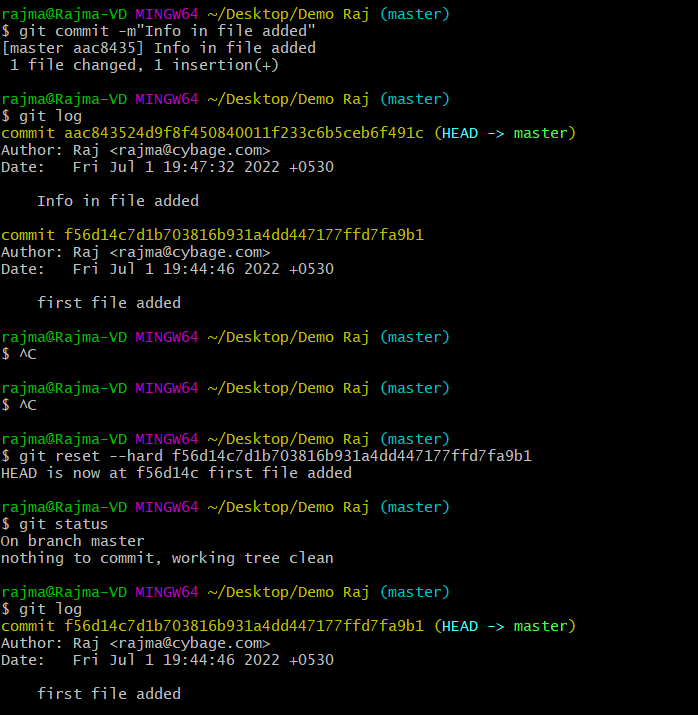 rajma@Rajma-VD MINGW64 ~/Desktop/Demo Raj (master)
$ git commit -m"Info in file added"
[master aac8435] Info in file added
 1 file changed, 1 insertion(+)
rajma@Rajma-VD MINGW64 ~/Desktop/Demo Raj (master)
$ git log
commit aac843524d9f8f450840011f233c6b5ceb6f491c (HEAD -> master)
Author: Raj <rajma@cybage.com>
Date:   Fri Jul 1 19:47:32 2022 +0530
    Info in file added
commit f56d14c7d1b703816b931a4dd447177ffd7fa9b1
Author: Raj <rajma@cybage.com>
Date:   Fri Jul 1 19:44:46 2022 +0530
    first file added
rajma@Rajma-VD MINGW64 ~/Desktop/Demo Raj (master)
$ ^C
rajma@Rajma-VD MINGW64 ~/Desktop/Demo Raj (master)
$ ^C
rajma@Rajma-VD MINGW64 ~/Desktop/Demo Raj (master)
$ git reset --hard f56d14c7d1b703816b931a4dd447177ffd7fa9b1
HEAD is now at f56d14c first file added
rajma@Rajma-VD MINGW64 ~/Desktop/Demo Raj (master)
$ git status
On branch master
nothing to commit, working tree clean
rajma@Rajma-VD MINGW64 ~/Desktop/Demo Raj (master)
$ git log
commit f56d14c7d1b703816b931a4dd447177ffd7fa9b1 (HEAD -> master)
Author: Raj <rajma@cybage.com>
Date:   Fri Jul 1 19:44:46 2022 +0530
    first file added